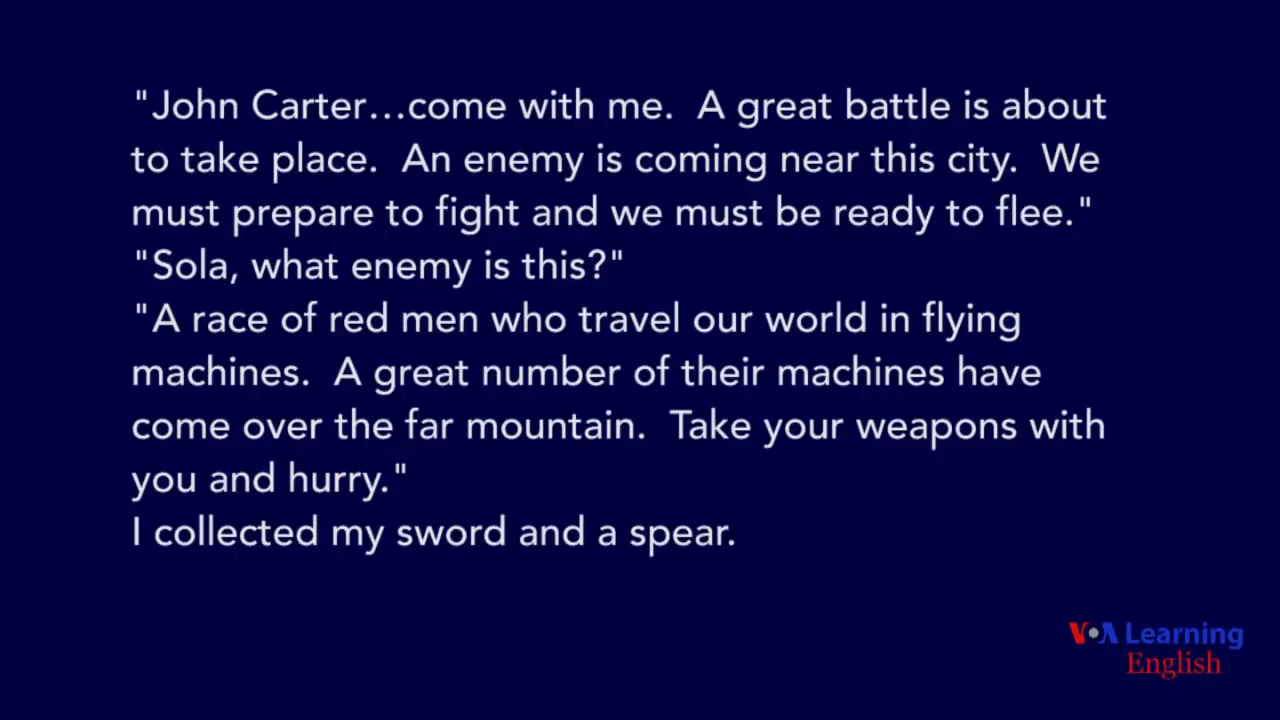 "John Carter...come with me.  A great battle is about
to take place.  An enemy is coming near this city.  We
must prepare to fight and we must be ready to flee."
"Sola, what enemy is this?"
"A race of red men who travel our world in flying
machines.  A great number of their machines have
come over the far mountain.  Take your weapons with
you and hurry."
I collected my sword and a spear.
VOA Learning
English